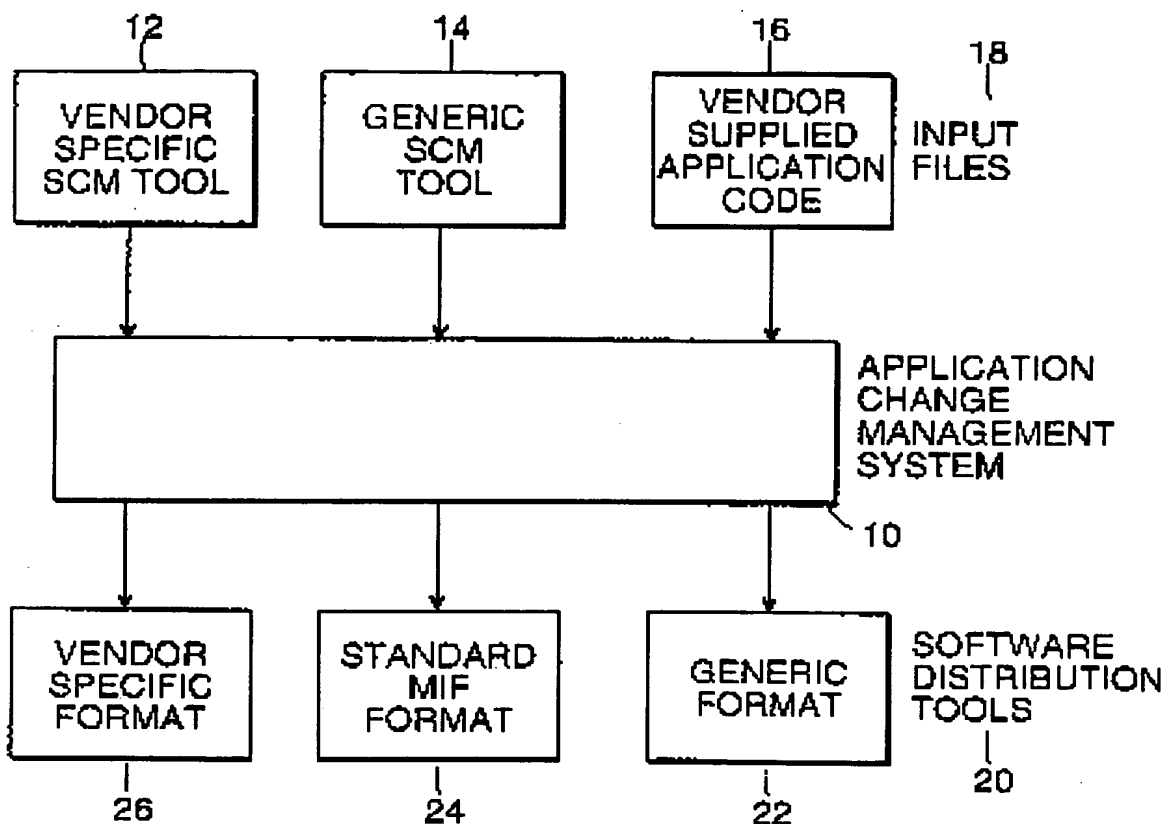 12
14
16
18
VENDOR
SPECIFIC
SCM TOOL
GENERIC
SCM
TOOL
VENDOR
SUPPLIED
APPLICATION
CODE
INPUT
FILES
APPLICATION
CHANGE
MANAGEMENT
SYSTEM
10
VENDOR
SPECIFIC
FORMAT
STANDARD
MIF
FORMAT
GENERIC
FORMAT
SOFTWARE
DISTRIBUTION
TOOLS
26
24
22
20